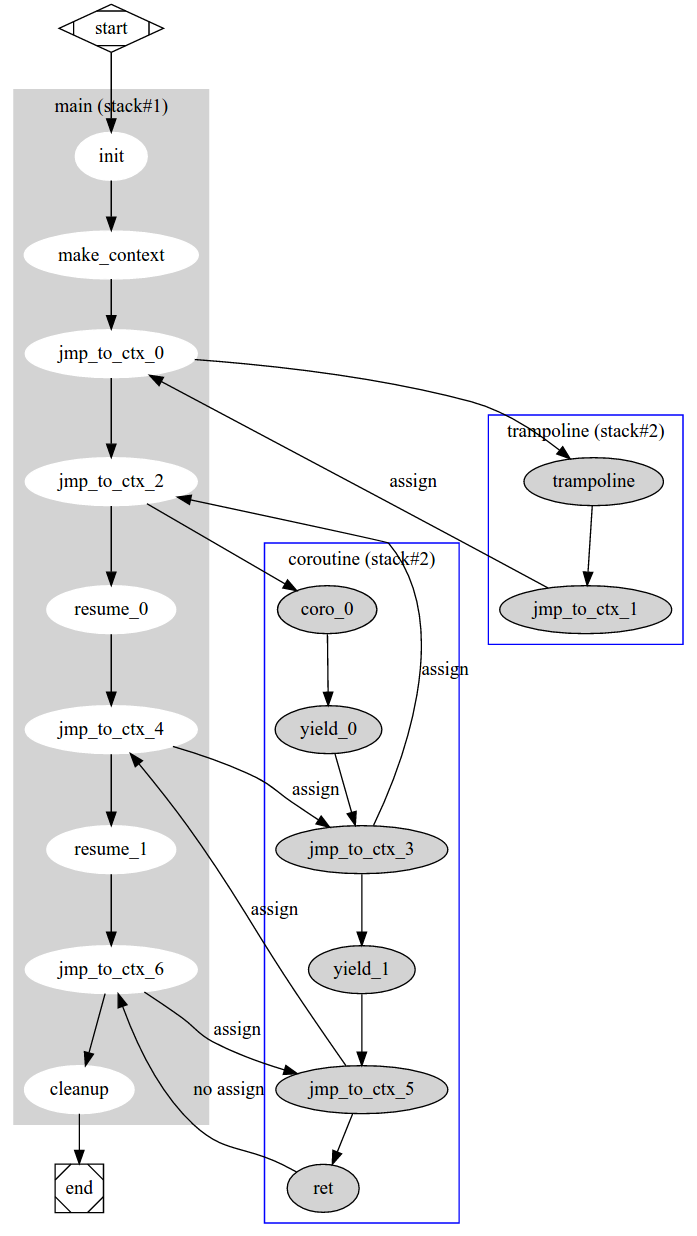 start
main (stack#1)
init
make_context
jmp_to_ctx_0
trampoline (stack#2)
jmp_to_ctx_2
assign
trampoline
coroutine (stack#2)
resume_0
coro_0
jmp_to_ctx_1
assign
jmp_to_ctx_4
yield_0
assign
resume_1
jmp_to_ctx_3
assign
jmp_to_ctx_6
yield_1
assign
cleanup
no assign
jmp_to_ctx_5
end
ret